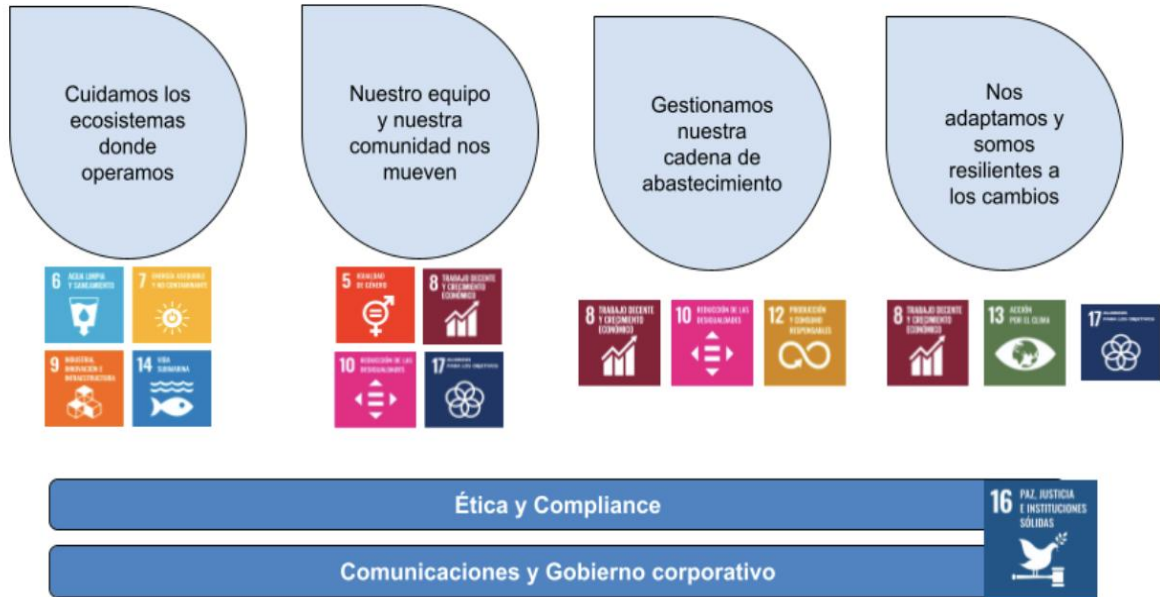 Cuidamos los
ecosistemas
donde
operamos
Nuestro equipo
y nuestra
comunidad nos
mueven
Gestionamos
nuestra
cadena de
abastecimiento
Nos
adaptamos y
somos
resilientes a
los cambios
6 AGUA LIMPIA
Y SANEAMIENTO
7 ENERGÍA ASEQUIBLE
Y NO CONTAMINANTE
9 INDUSTRIA,
INNOVACIÓN E
INFRAESTRUCTURA
14 VIDA
SUBMARINA
5 IGUALDAD
DE GÉNERO
8 TRABAJO DECENTE
Y CRECIMIENTO
ECONÓMICO
10 REDUCCIÓN DE LAS
DESIGUALDADES
17 ALIANZAS
PARA LOS OBJETIVOS
8 TRABAJO DECENTE
Y CRECIMIENTO
ECONÓMICO
10 REDUCCIÓN DE LAS
DESIGUALDADES
12 PRODUCCIÓN
Y CONSUMO
RESPONSABLES
8 TRABAJO DECENTE
Y CRECIMIENTO
ECONÓMICO
13 ACCIÓN
POR EL CLIMA
17 ALIANZAS
PARA LOS OBJETIVOS
Ética y Compliance
16 PAZ, JUSTICIA
E INSTITUCIONES
SÓLIDAS
Comunicaciones y Gobierno corporativo